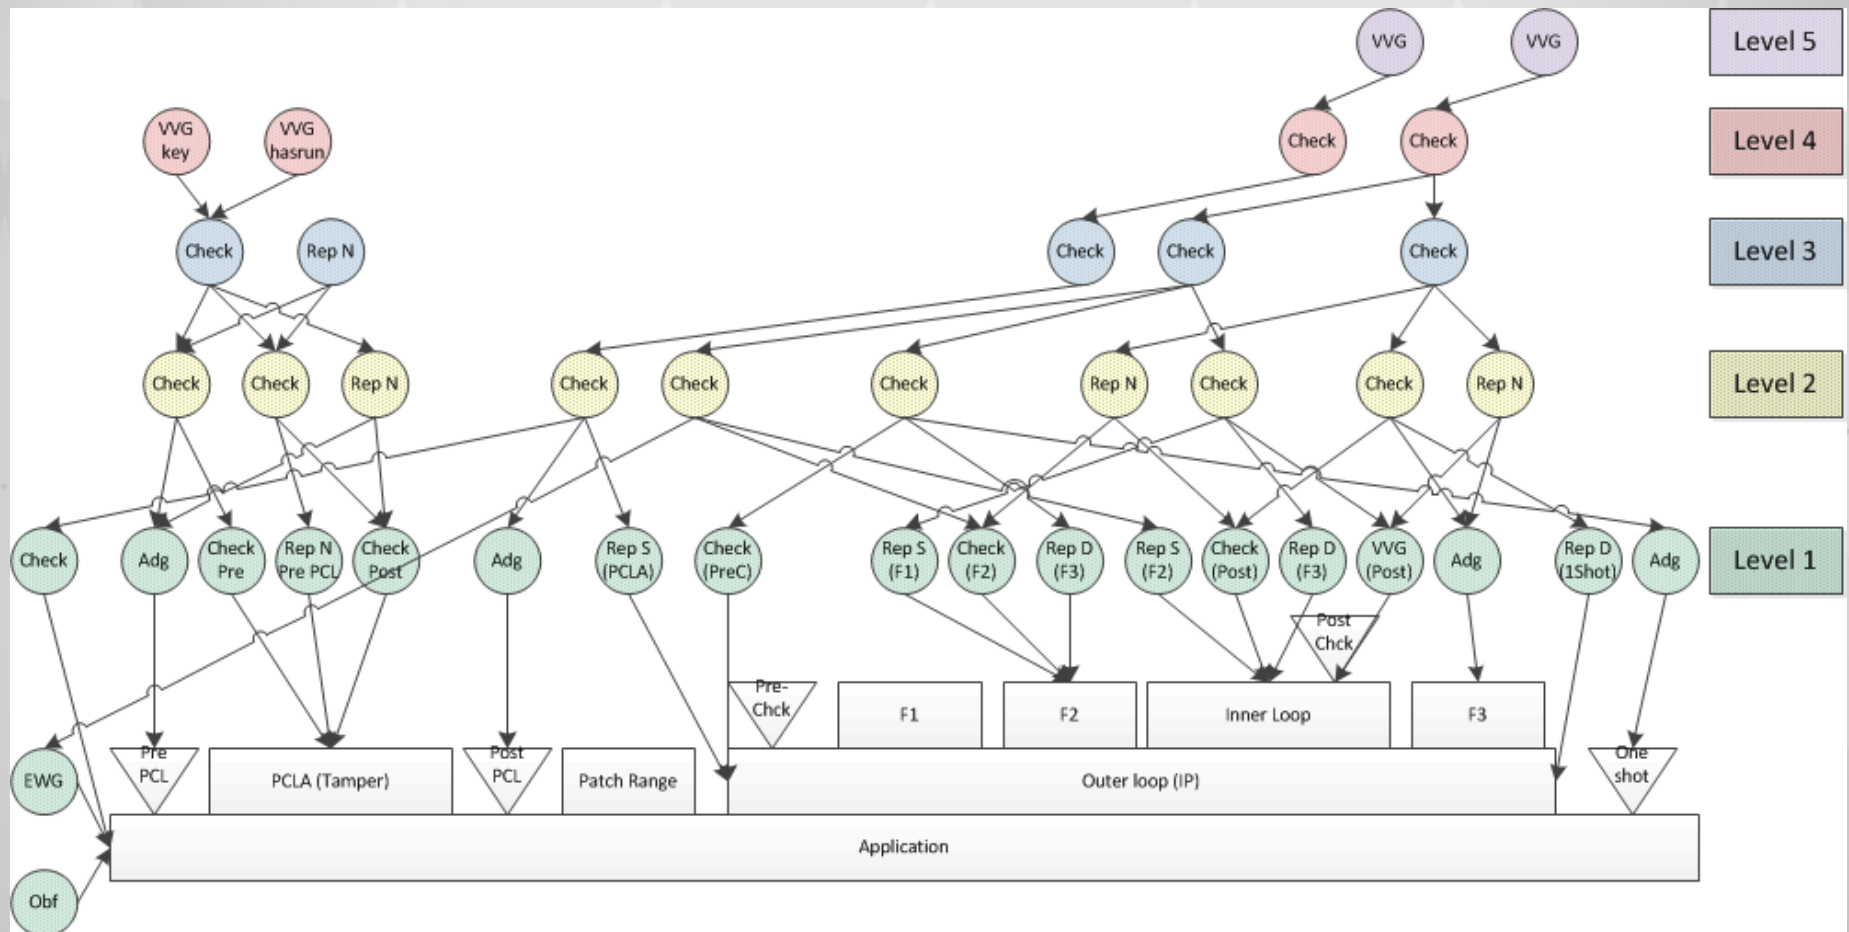 VVG
VVG
Level 5
VVG
key
VVG
hasrun
Check
Check
Level 4
Check
Rep N
Check
Check
Check
Level 3
Check
Check
Rep N
Check
Check
Check
Rep N
Check
Check
Rep N
Level 2
Check
Adg
Check
Pre
Rep N
Pre PCL
Check
Post
Adg
Rep S
(PCLA)
Check
(PreC)
Rep S
(F1)
Check
(F2)
Rep D
(F3)
Rep S
(F2)
Check
(Post)
Rep D
(F3)
VVG
(Post)
Adg
Rep D
(1Shot)
Adg
Level 1
Post
Chck
Pre-
Chck
F1
F2
Inner Loop
F3
EWG
Pre
PCL
PCLA (Tamper)
Post
PCL
Patch Range
Outer loop (IP)
One
shot
Application
Obf